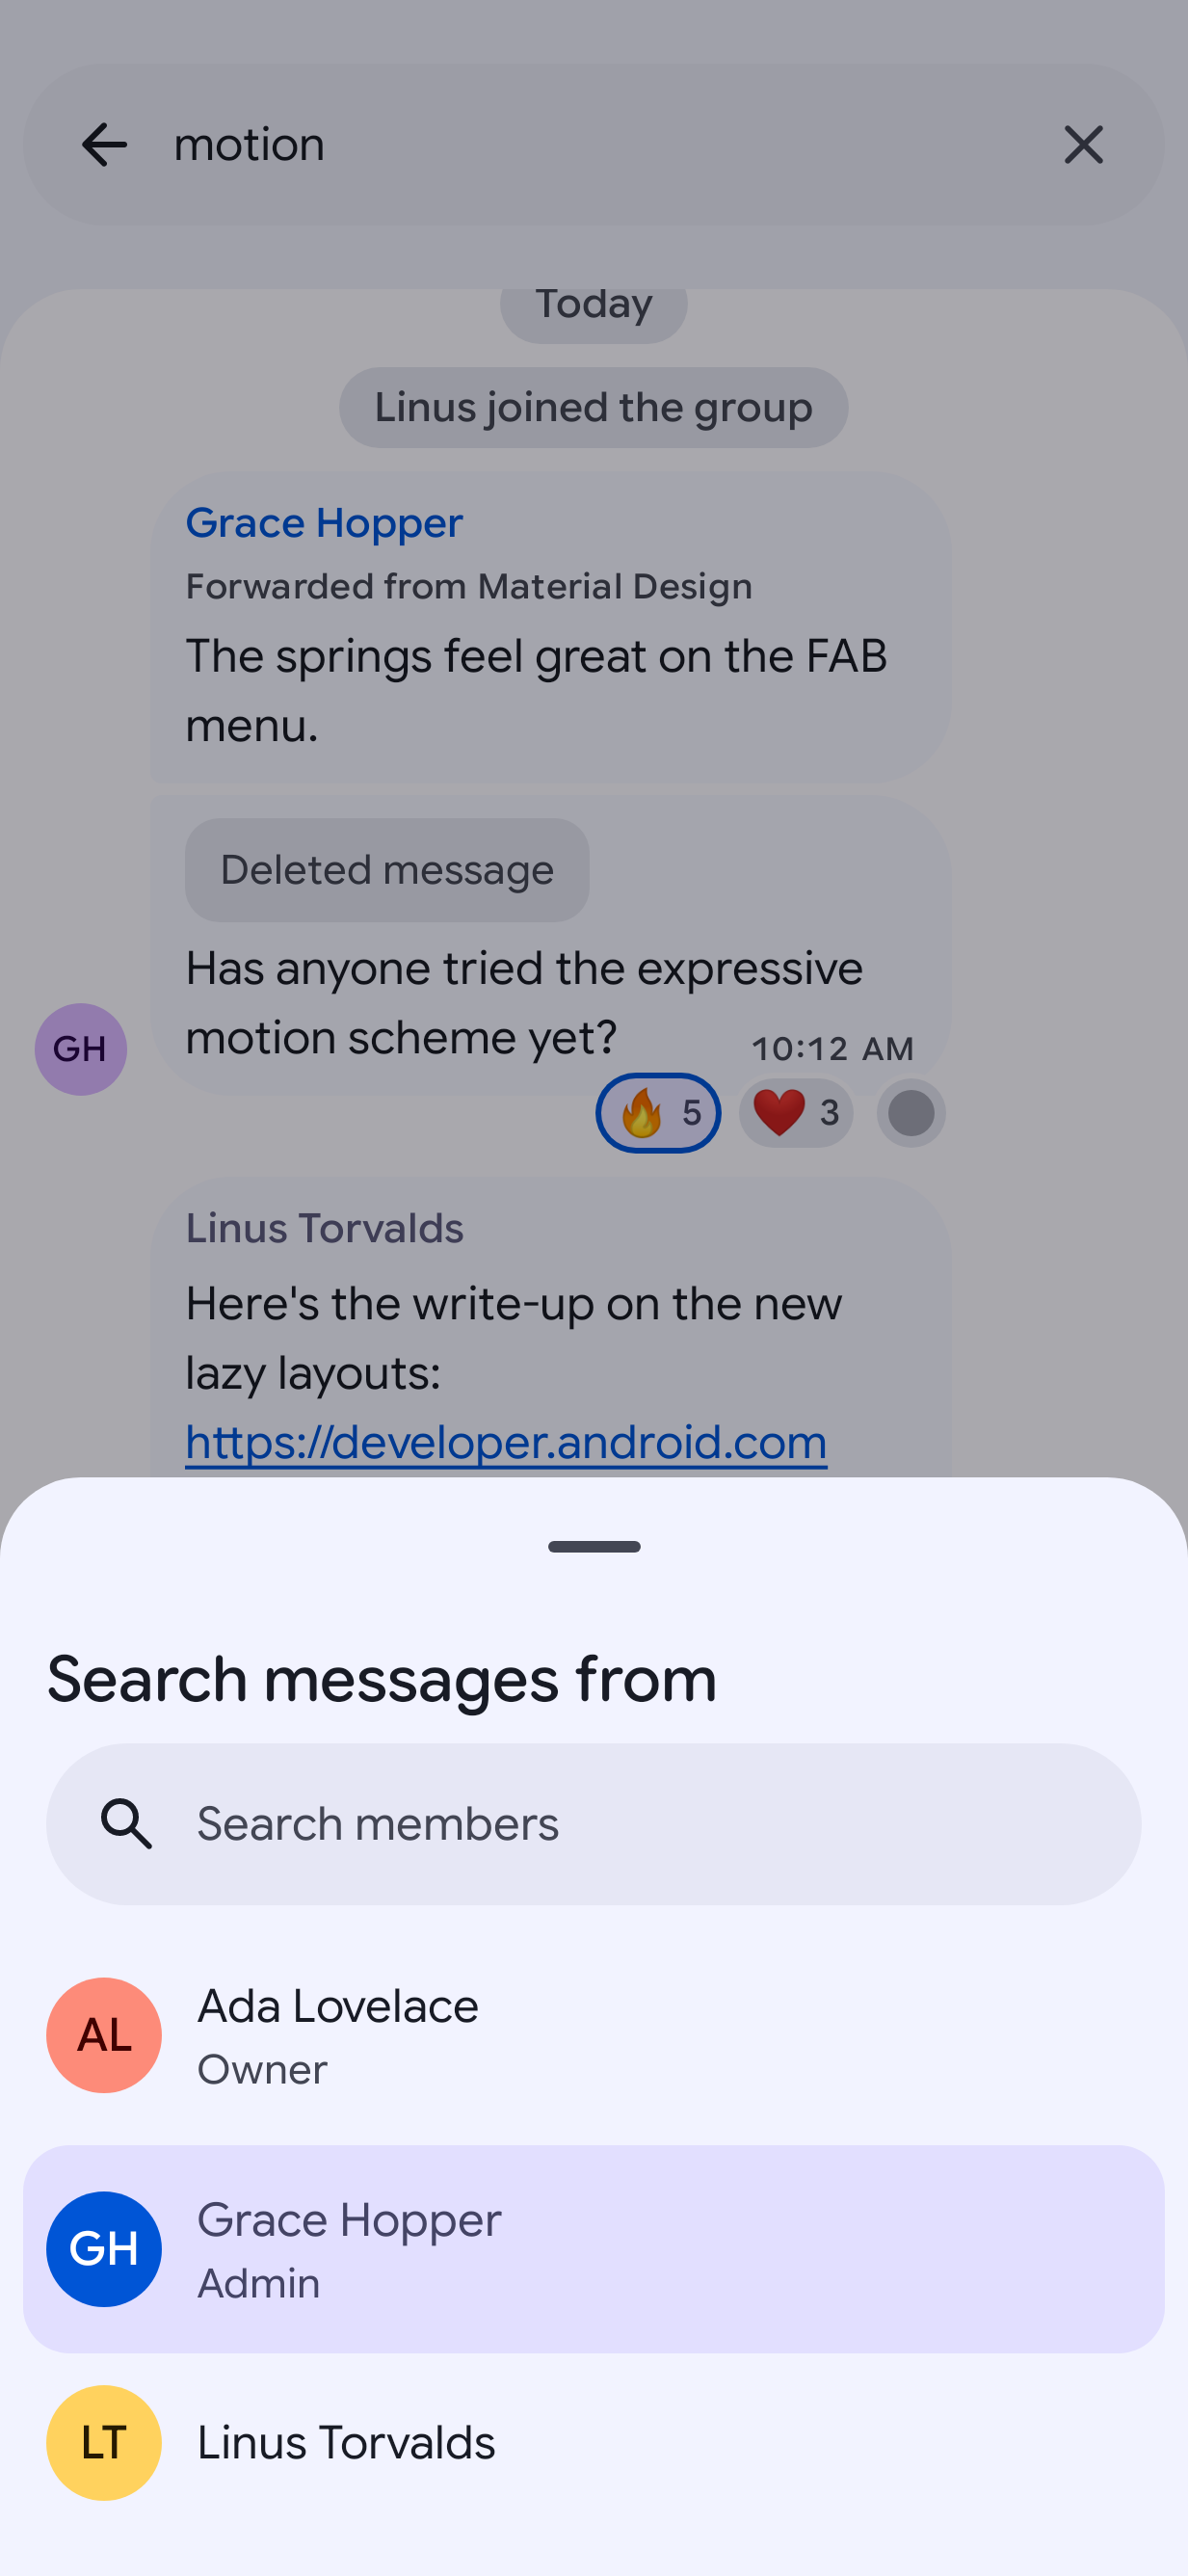 motion
Today
Linus joined the group
Grace Hopper
Forwarded from Material Design
The springs feel great on the FAB
menu.
Deleted message
Has anyone tried the expressive
motion scheme yet?
10:12 AM
GH
🔥 5 ❤️ 3
Linus Torvalds
Here's the write-up on the new
lazy layouts:
https://developer.android.com
Search messages from
Search members
AL
Ada Lovelace
Owner
GH
Grace Hopper
Admin
LT
Linus Torvalds